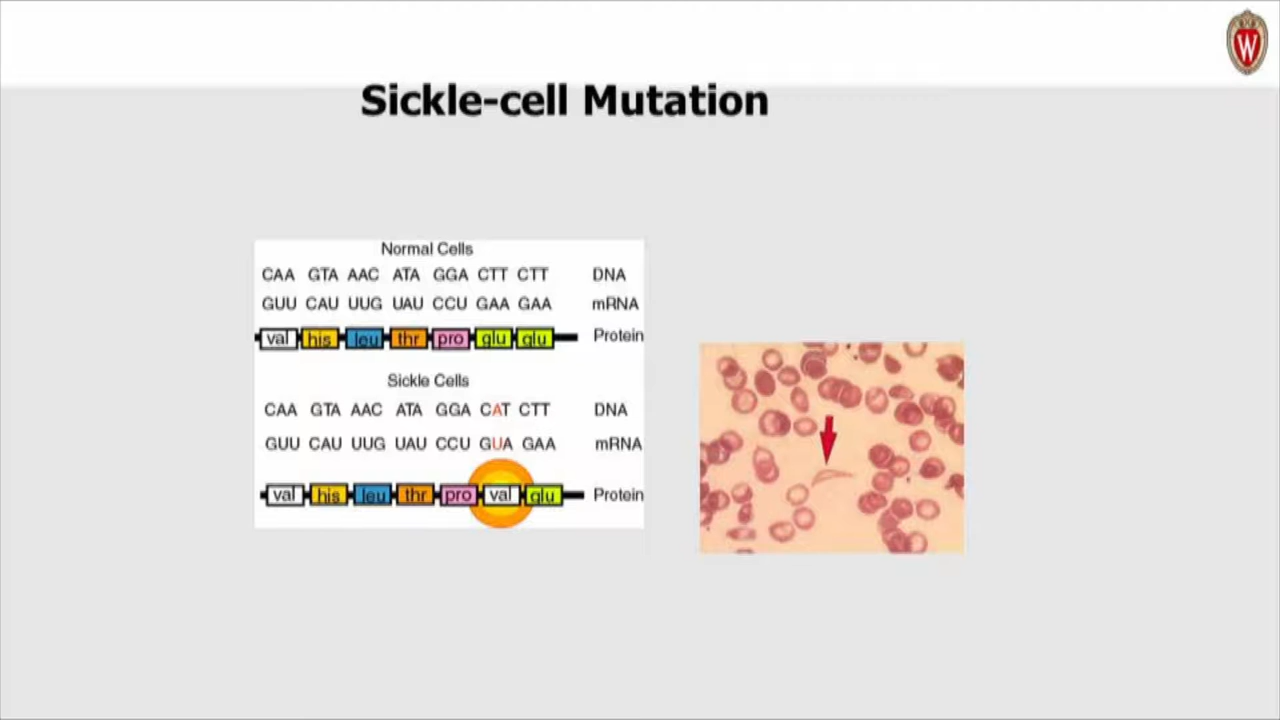 W
Sickle-cell Mutation
Normal Cells
CAA GTA AAC ATA GGA CTT CTT DNA
GUU CAU UUG UAU CCU GAA GAA mRNA
val his leu thr pro glu glu Protein
Sickle Cells
CAA GTA AAC ATA GGA CAT CTT DNA
GUU CAU UUG UAU CCU GUA GAA mRNA
val his leu thr pro val glu Protein